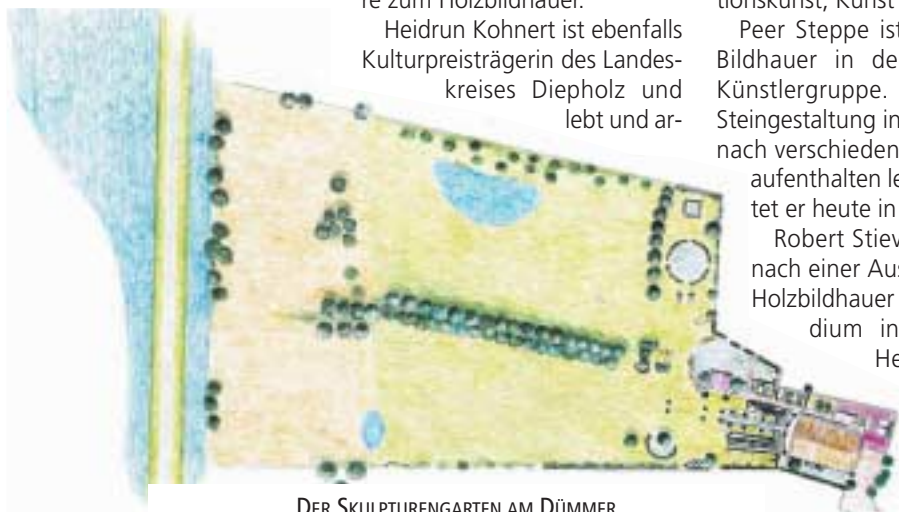 re zum Holzbildhauer.
Heidrun Kohnert ist ebenfalls
Kulturpreisträgerin des Landes-
kreises Diepholz und
lebt und ar-
tionskunst, Kunst
Peer Steppe ist
Bildhauer in de
Künstlergruppe.
Steingestaltung in
nach verschieden
aufenthalten le
tet er heute in
Robert Stiev
nach einer Aus
Holzbildhauer
dium in
He
DER SKULPTURENGARTEN AM DÜMMER